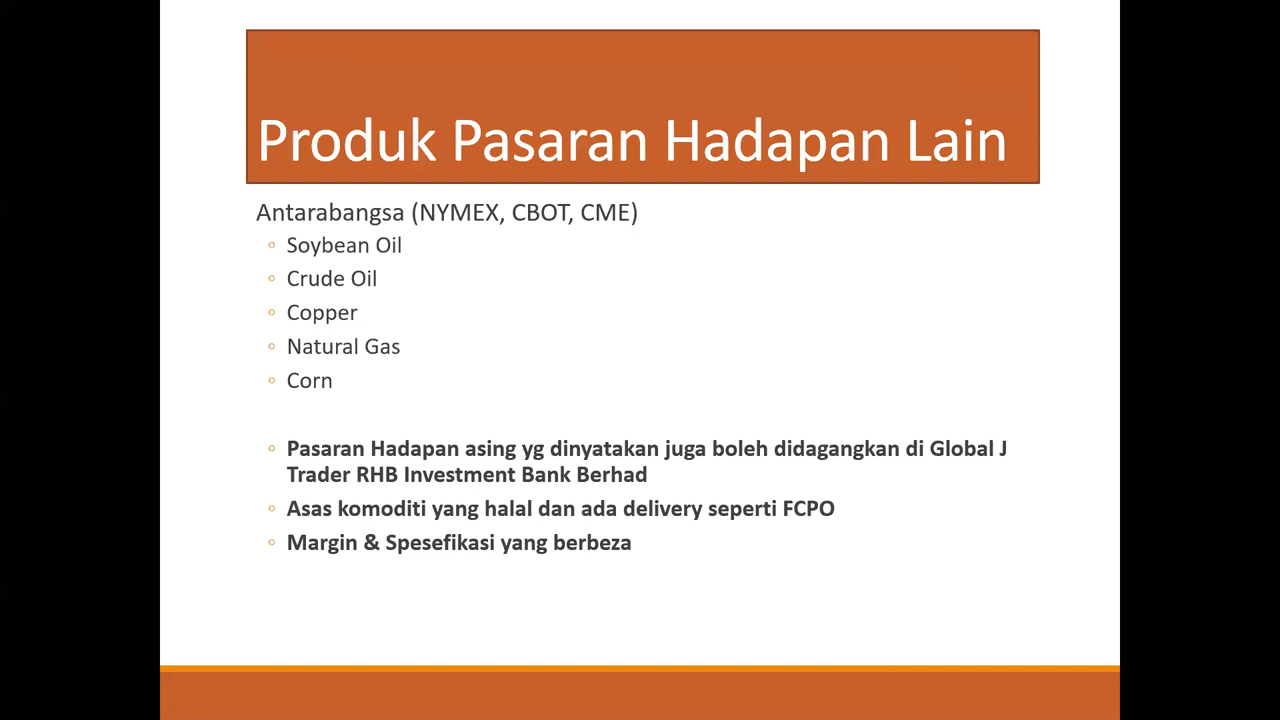 Produk Pasaran Hadapan Lain
Antarabangsa (NYMEX, CBOT, CME)
◦ Soybean Oil
◦ Crude Oil
◦ Copper
◦ Natural Gas
◦ Corn
◦ Pasaran Hadapan asing yg dinyatakan juga boleh didagangkan di Global J
Trader RHB Investment Bank Berhad
◦ Asas komoditi yang halal dan ada delivery seperti FCPO
◦ Margin & Spesefikasi yang berbeza